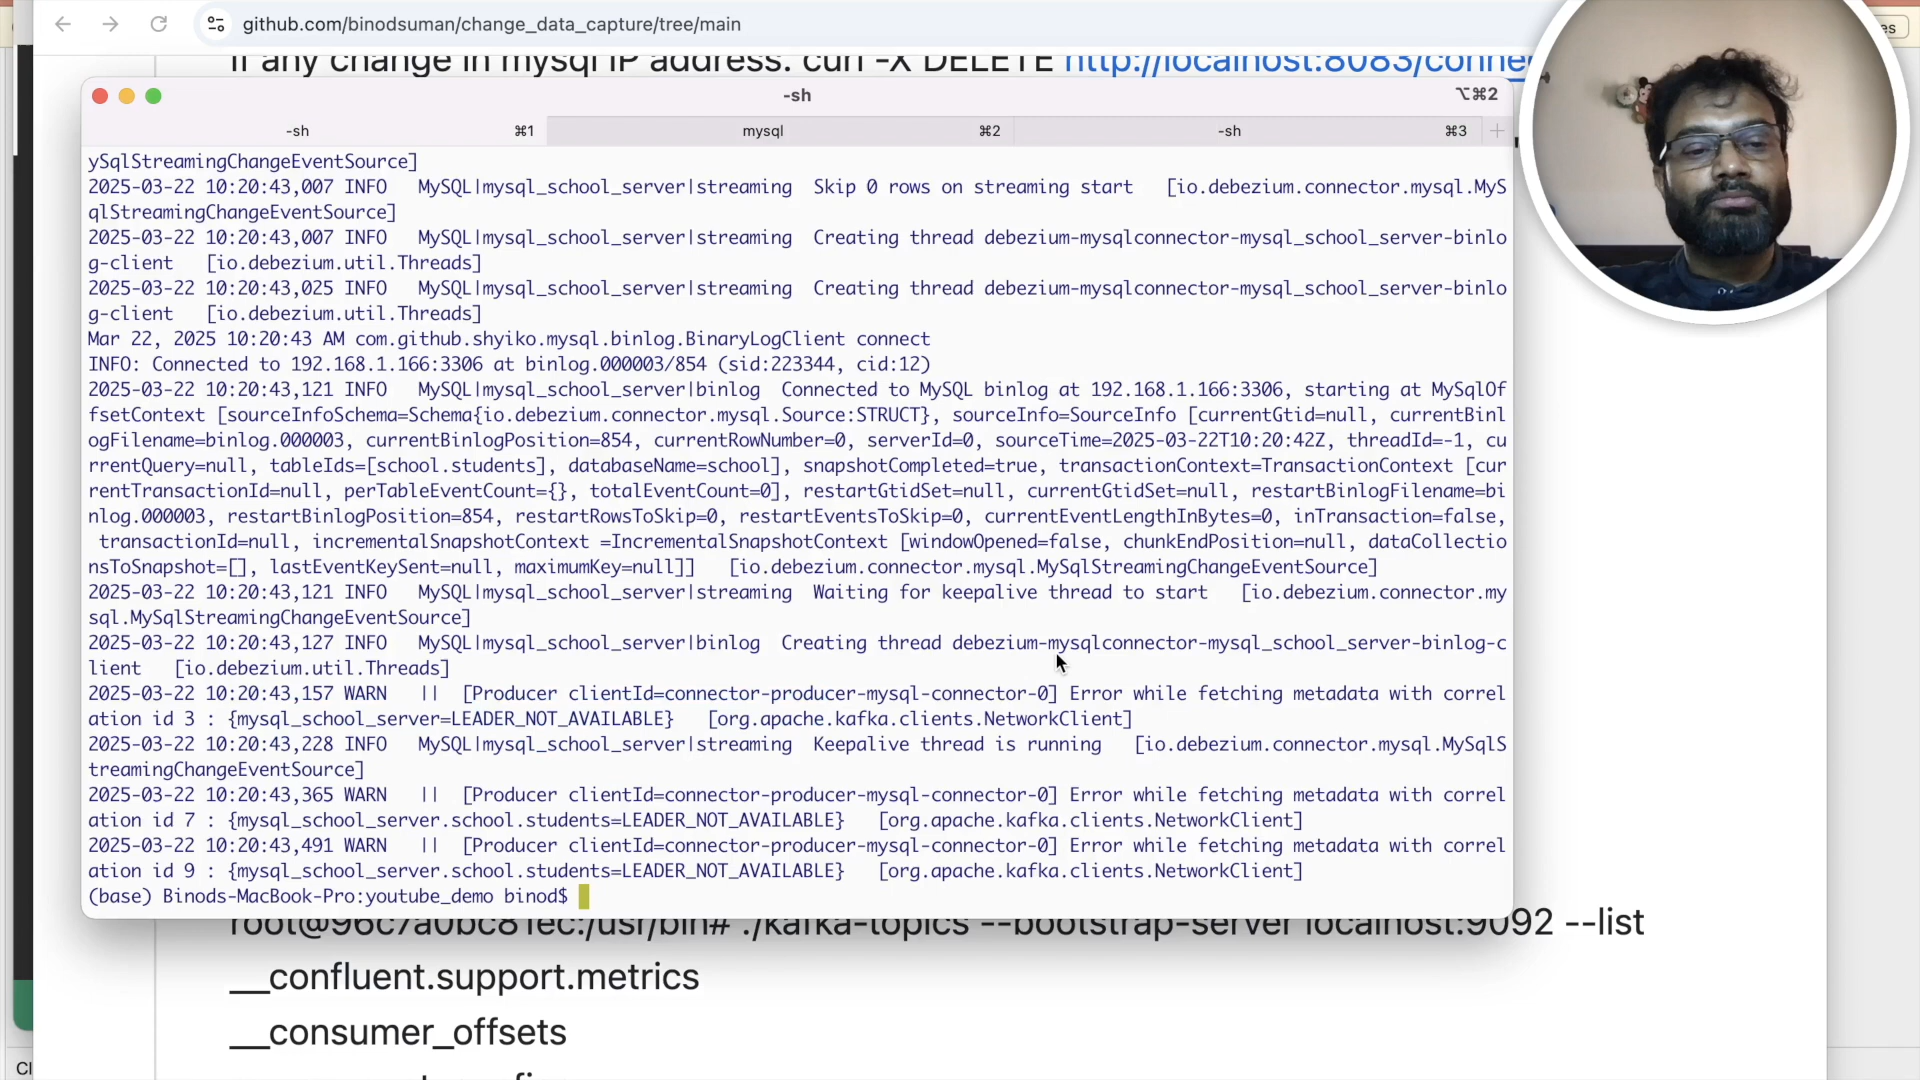 github.com/binodsuman/change_data_capture/tree/main
es
If any change in mysql IP address. curl -X DELETE http://localhost:8083/connec
-sh
⌥⌘2
-sh ⌘1 mysql ⌘2 -sh ⌘3 +
ySqlStreamingChangeEventSource]
2025-03-22 10:20:43,007 INFO   MySQL|mysql_school_server|streaming  Skip 0 rows on streaming start   [io.debezium.connector.mysql.MyS
qlStreamingChangeEventSource]
2025-03-22 10:20:43,007 INFO   MySQL|mysql_school_server|streaming  Creating thread debezium-mysqlconnector-mysql_school_server-binlo
g-client   [io.debezium.util.Threads]
2025-03-22 10:20:43,025 INFO   MySQL|mysql_school_server|streaming  Creating thread debezium-mysqlconnector-mysql_school_server-binlo
g-client   [io.debezium.util.Threads]
Mar 22, 2025 10:20:43 AM com.github.shyiko.mysql.binlog.BinaryLogClient connect
INFO: Connected to 192.168.1.166:3306 at binlog.000003/854 (sid:223344, cid:12)
2025-03-22 10:20:43,121 INFO   MySQL|mysql_school_server|binlog  Connected to MySQL binlog at 192.168.1.166:3306, starting at MySqlOf
fsetContext [sourceInfoSchema=Schema{io.debezium.connector.mysql.Source:STRUCT}, sourceInfo=SourceInfo [currentGtid=null, currentBinl
ogFilename=binlog.000003, currentBinlogPosition=854, currentRowNumber=0, serverId=0, sourceTime=2025-03-22T10:20:42Z, threadId=-1, cu
rrentQuery=null, tableIds=[school.students], databaseName=school], snapshotCompleted=true, transactionContext=TransactionContext [cur
rentTransactionId=null, perTableEventCount={}, totalEventCount=0], restartGtidSet=null, currentGtidSet=null, restartBinlogFilename=bi
nlog.000003, restartBinlogPosition=854, restartRowsToSkip=0, restartEventsToSkip=0, currentEventLengthInBytes=0, inTransaction=false,
 transactionId=null, incrementalSnapshotContext =IncrementalSnapshotContext [windowOpened=false, chunkEndPosition=null, dataCollectio
nsToSnapshot=[], lastEventKeySent=null, maximumKey=null]]   [io.debezium.connector.mysql.MySqlStreamingChangeEventSource]
2025-03-22 10:20:43,121 INFO   MySQL|mysql_school_server|streaming  Waiting for keepalive thread to start   [io.debezium.connector.my
sql.MySqlStreamingChangeEventSource]
2025-03-22 10:20:43,127 INFO   MySQL|mysql_school_server|binlog  Creating thread debezium-mysqlconnector-mysql_school_server-binlog-c
lient   [io.debezium.util.Threads]
2025-03-22 10:20:43,157 WARN   ||  [Producer clientId=connector-producer-mysql-connector-0] Error while fetching metadata with correl
ation id 3 : {mysql_school_server=LEADER_NOT_AVAILABLE}   [org.apache.kafka.clients.NetworkClient]
2025-03-22 10:20:43,228 INFO   MySQL|mysql_school_server|streaming  Keepalive thread is running   [io.debezium.connector.mysql.MySqlS
treamingChangeEventSource]
2025-03-22 10:20:43,365 WARN   ||  [Producer clientId=connector-producer-mysql-connector-0] Error while fetching metadata with correl
ation id 7 : {mysql_school_server.school.students=LEADER_NOT_AVAILABLE}   [org.apache.kafka.clients.NetworkClient]
2025-03-22 10:20:43,491 WARN   ||  [Producer clientId=connector-producer-mysql-connector-0] Error while fetching metadata with correl
ation id 9 : {mysql_school_server.school.students=LEADER_NOT_AVAILABLE}   [org.apache.kafka.clients.NetworkClient]
(base) Binods-MacBook-Pro:youtube_demo binod$
root@96c7a0bc81ec:/usr/bin# ./kafka-topics --bootstrap-server localhost:9092 --list
__confluent.support.metrics
__consumer_offsets
Cl